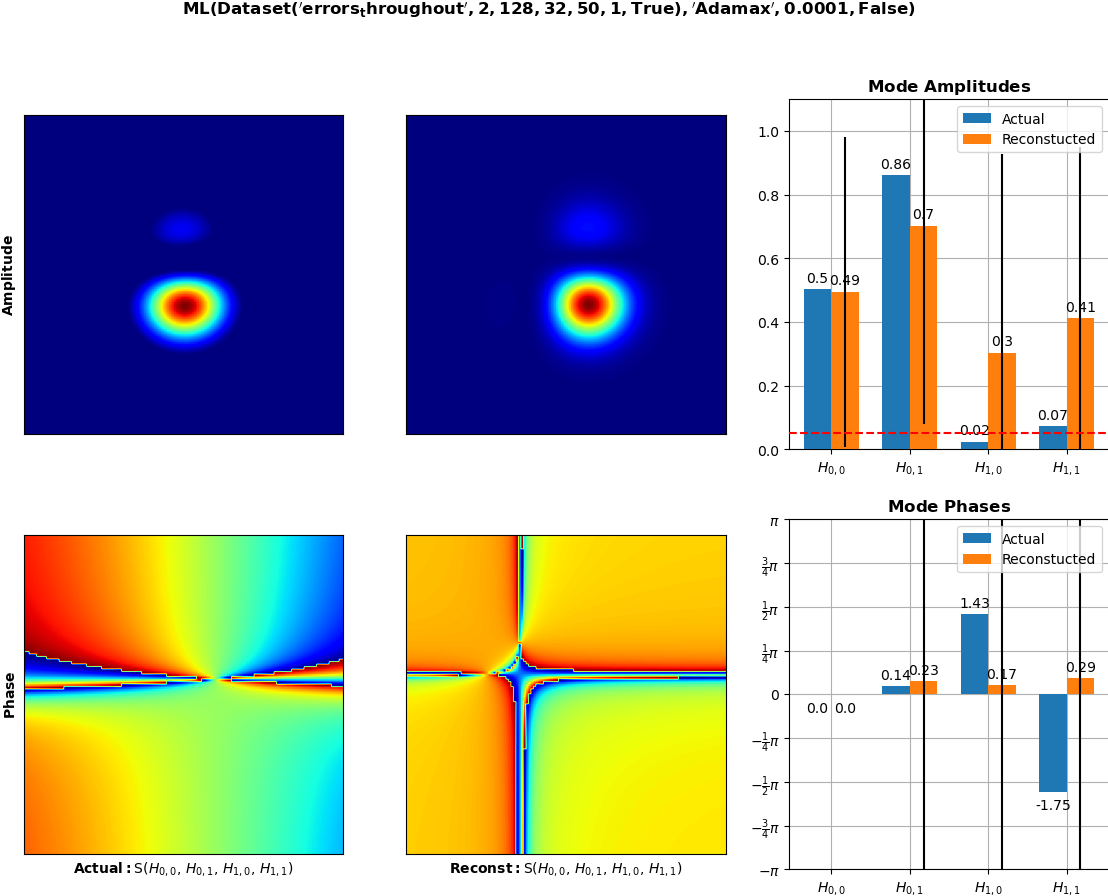 ML(Dataset('errors_throughout', 2, 128, 32, 50, 1, True), 'Adamax', 0.0001, False)
Amplitude
Mode Amplitudes
Actual
Reconstucted
1.0
0.8
0.6
0.4
0.2
0.0
0.5 0.49
0.86
0.7
0.02
0.3
0.07
0.41
H0,0 H0,1 H1,0 H1,1
Phase
Actual: S(H0,0, H0,1, H1,0, H1,1)
Reconst: S(H0,0, H0,1, H1,0, H1,1)
Mode Phases
Actual
Reconstucted
π
3/4π
1/2π
1/4π
0
−1/4π
−1/2π
−3/4π
−π
0.0 0.0
0.14 0.23
1.43
0.17
-1.75
0.29
H0,0 H0,1 H1,0 H1,1